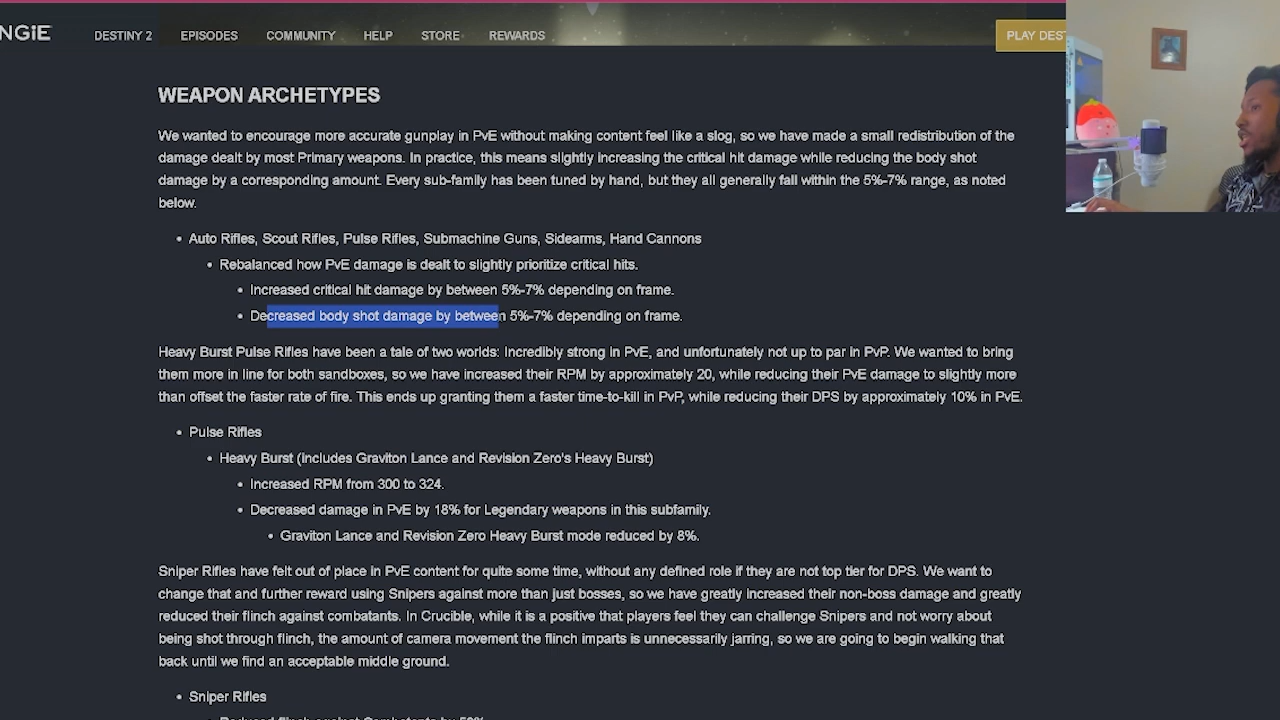 NGiE DESTINY 2 EPISODES COMMUNITY HELP STORE REWARDS PLAY DEST
WEAPON ARCHETYPES
We wanted to encourage more accurate gunplay in PvE without making content feel like a slog, so we have made a small redistribution of the
damage dealt by most Primary weapons. In practice, this means slightly increasing the critical hit damage while reducing the body shot
damage by a corresponding amount. Every sub-family has been tuned by hand, but they all generally fall within the 5%-7% range, as noted
below.
• Auto Rifles, Scout Rifles, Pulse Rifles, Submachine Guns, Sidearms, Hand Cannons
• Rebalanced how PvE damage is dealt to slightly prioritize critical hits.
• Increased critical hit damage by between 5%-7% depending on frame.
• Decreased body shot damage by between 5%-7% depending on frame.
Heavy Burst Pulse Rifles have been a tale of two worlds: Incredibly strong in PvE, and unfortunately not up to par in PvP. We wanted to bring
them more in line for both sandboxes, so we have increased their RPM by approximately 20, while reducing their PvE damage to slightly more
than offset the faster rate of fire. This ends up granting them a faster time-to-kill in PvP, while reducing their DPS by approximately 10% in PvE.
• Pulse Rifles
• Heavy Burst (includes Graviton Lance and Revision Zero's Heavy Burst)
• Increased RPM from 300 to 324.
• Decreased damage in PvE by 18% for Legendary weapons in this subfamily.
• Graviton Lance and Revision Zero Heavy Burst mode reduced by 8%.
Sniper Rifles have felt out of place in PvE content for quite some time, without any defined role if they are not top tier for DPS. We want to
change that and further reward using Snipers against more than just bosses, so we have greatly increased their non-boss damage and greatly
reduced their flinch against combatants. In Crucible, while it is a positive that players feel they can challenge Snipers and not worry about
being shot through flinch, the amount of camera movement the flinch imparts is unnecessarily jarring, so we are going to begin walking that
back until we find an acceptable middle ground.
• Sniper Rifles
Reduced flinch against Combatants by 50%